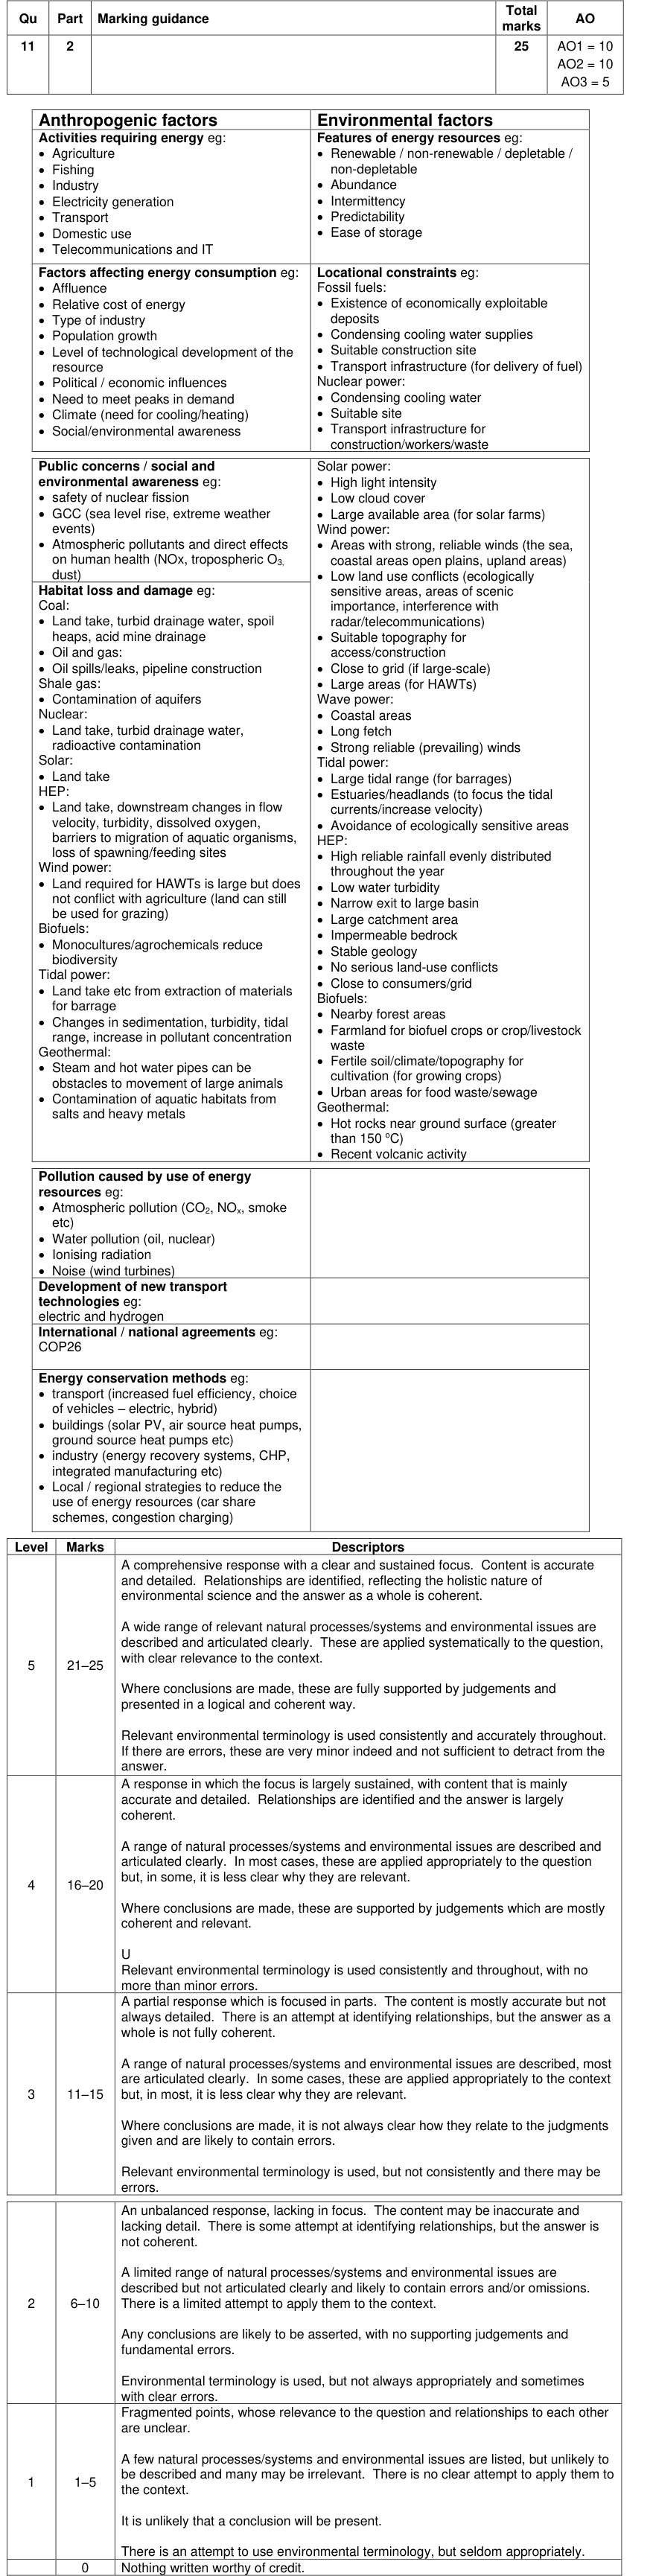 Qu Part Marking guidance Total marks AO
11 2 25 AO1 = 10
AO2 = 10
AO3 = 5
Anthropogenic factors
Activities requiring energy eg:
• Agriculture
• Fishing
• Industry
• Electricity generation
• Transport
• Domestic use
• Telecommunications and IT
Environmental factors
Features of energy resources eg:
• Renewable / non-renewable / depletable /
non-depletable
• Abundance
• Intermittency
• Predictability
• Ease of storage
Factors affecting energy consumption eg:
• Affluence
• Relative cost of energy
• Type of industry
• Population growth
• Level of technological development of the
resource
• Political / economic influences
• Need to meet peaks in demand
• Climate (need for cooling/heating)
• Social/environmental awareness
Locational constraints eg:
Fossil fuels:
• Existence of economically exploitable
deposits
• Condensing cooling water supplies
• Suitable construction site
• Transport infrastructure (for delivery of fuel)
Nuclear power:
• Condensing cooling water
• Suitable site
• Transport infrastructure for
construction/workers/waste
Public concerns / social and
environmental awareness eg:
• safety of nuclear fission
• GCC (sea level rise, extreme weather
events)
• Atmospheric pollutants and direct effects
on human health (NOx, tropospheric O3,
dust)
Habitat loss and damage eg:
Coal:
• Land take, turbid drainage water, spoil
heaps, acid mine drainage
• Oil and gas:
• Oil spills/leaks, pipeline construction
Shale gas:
• Contamination of aquifers
Nuclear:
• Land take, turbid drainage water,
radioactive contamination
Solar:
• Land take
HEP:
• Land take, downstream changes in flow
velocity, turbidity, dissolved oxygen,
barriers to migration of aquatic organisms,
loss of spawning/feeding sites
Wind power:
• Land required for HAWTs is large but does
not conflict with agriculture (land can still
be used for grazing)
Biofuels:
• Monocultures/agrochemicals reduce
biodiversity
Tidal power:
• Land take etc from extraction of materials
for barrage
• Changes in sedimentation, turbidity, tidal
range, increase in pollutant concentration
Geothermal:
• Steam and hot water pipes can be
obstacles to movement of large animals
• Contamination of aquatic habitats from
salts and heavy metals
Solar power:
• High light intensity
• Low cloud cover
• Large available area (for solar farms)
Wind power:
• Areas with strong, reliable winds (the sea,
coastal areas open plains, upland areas)
• Low land use conflicts (ecologically
sensitive areas, areas of scenic
importance, interference with
radar/telecommunications)
• Suitable topography for
access/construction
• Close to grid (if large-scale)
• Large areas (for HAWTs)
Wave power:
• Coastal areas
• Long fetch
• Strong reliable (prevailing) winds
Tidal power:
• Large tidal range (for barrages)
• Estuaries/headlands (to focus the tidal
currents/increase velocity)
• Avoidance of ecologically sensitive areas
HEP:
• High reliable rainfall evenly distributed
throughout the year
• Low water turbidity
• Narrow exit to large basin
• Large catchment area
• Impermeable bedrock
• Stable geology
• No serious land-use conflicts
• Close to consumers/grid
Biofuels:
• Nearby forest areas
• Farmland for biofuel crops or crop/livestock
waste
• Fertile soil/climate/topography for
cultivation (for growing crops)
• Urban areas for food waste/sewage
Geothermal:
• Hot rocks near ground surface (greater
than 150 °C)
• Recent volcanic activity
Pollution caused by use of energy
resources eg:
• Atmospheric pollution (CO2, NOx, smoke
etc)
• Water pollution (oil, nuclear)
• Ionising radiation
• Noise (wind turbines)
Development of new transport
technologies eg:
electric and hydrogen
International / national agreements eg:
COP26
Energy conservation methods eg:
• transport (increased fuel efficiency, choice
of vehicles – electric, hybrid)
• buildings (solar PV, air source heat pumps,
ground source heat pumps etc)
• industry (energy recovery systems, CHP,
integrated manufacturing etc)
• Local / regional strategies to reduce the
use of energy resources (car share
schemes, congestion charging)
Level Marks Descriptors
5 21–25
A comprehensive response with a clear and sustained focus. Content is accurate
and detailed. Relationships are identified, reflecting the holistic nature of
environmental science and the answer as a whole is coherent.
A wide range of relevant natural processes/systems and environmental issues are
described and articulated clearly. These are applied systematically to the question,
with clear relevance to the context.
Where conclusions are made, these are fully supported by judgements and
presented in a logical and coherent way.
Relevant environmental terminology is used consistently and accurately throughout.
If there are errors, these are very minor indeed and not sufficient to detract from the
answer.
4 16–20
A response in which the focus is largely sustained, with content that is mainly
accurate and detailed. Relationships are identified and the answer is largely
coherent.
A range of natural processes/systems and environmental issues are described and
articulated clearly. In most cases, these are applied appropriately to the question
but, in some, it is less clear why they are relevant.
Where conclusions are made, these are supported by judgements which are mostly
coherent and relevant.
U
Relevant environmental terminology is used consistently and throughout, with no
more than minor errors.
3 11–15
A partial response which is focused in parts. The content is mostly accurate but not
always detailed. There is an attempt at identifying relationships, but the answer as a
whole is not fully coherent.
A range of natural processes/systems and environmental issues are described, most
are articulated clearly. In some cases, these are applied appropriately to the context
but, in most, it is less clear why they are relevant.
Where conclusions are made, it is not always clear how they relate to the judgments
given and are likely to contain errors.
Relevant environmental terminology is used, but not consistently and there may be
errors.
2 6–10
An unbalanced response, lacking in focus. The content may be inaccurate and
lacking detail. There is some attempt at identifying relationships, but the answer is
not coherent.
A limited range of natural processes/systems and environmental issues are
described but not articulated clearly and likely to contain errors and/or omissions.
There is a limited attempt to apply them to the context.
Any conclusions are likely to be asserted, with no supporting judgements and
fundamental errors.
Environmental terminology is used, but not always appropriately and sometimes
with clear errors.
1 1–5
Fragmented points, whose relevance to the question and relationships to each other
are unclear.
A few natural processes/systems and environmental issues are listed, but unlikely to
be described and many may be irrelevant. There is no clear attempt to apply them to
the context.
It is unlikely that a conclusion will be present.
There is an attempt to use environmental terminology, but seldom appropriately.
0 Nothing written worthy of credit.